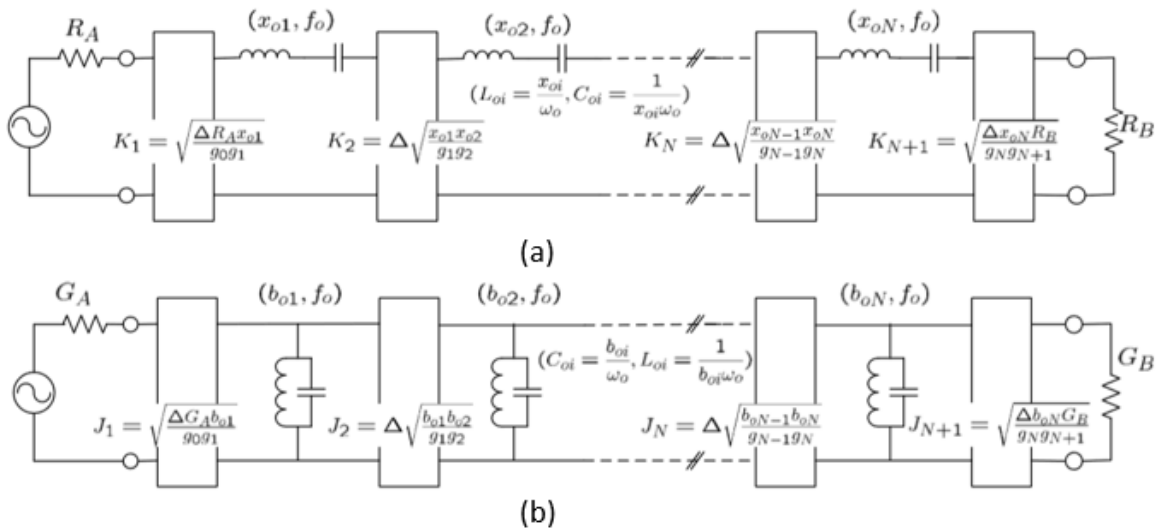 (x_{o1}, f_o) (x_{o2}, f_o) (x_{oN}, f_o)
R_A
(L_{oi} = \frac{x_{oi}}{\omega_o}, C_{oi} = \frac{1}{x_{oi}\omega_o})
K_1 = \sqrt{\frac{\Delta R_A x_{o1}}{g_0 g_1}} K_2 = \Delta\sqrt{\frac{x_{o1} x_{o2}}{g_1 g_2}} K_N = \Delta\sqrt{\frac{x_{oN-1} x_{oN}}{g_{N-1} g_N}} K_{N+1} = \sqrt{\frac{\Delta x_{oN} R_B}{g_N g_{N+1}}} R_B
(a)
G_A (b_{o1}, f_o) (b_{o2}, f_o) (b_{oN}, f_o)
(C_{oi} = \frac{b_{oi}}{\omega_o}, L_{oi} = \frac{1}{b_{oi}\omega_o}) G_B
J_1 = \sqrt{\frac{\Delta G_A b_{o1}}{g_0 g_1}} J_2 = \Delta\sqrt{\frac{b_{o1} b_{o2}}{g_1 g_2}} J_N = \Delta\sqrt{\frac{b_{oN-1} b_{oN}}{g_{N-1} g_N}} J_{N+1} = \sqrt{\frac{\Delta b_{oN} G_B}{g_N g_{N+1}}}
(b)